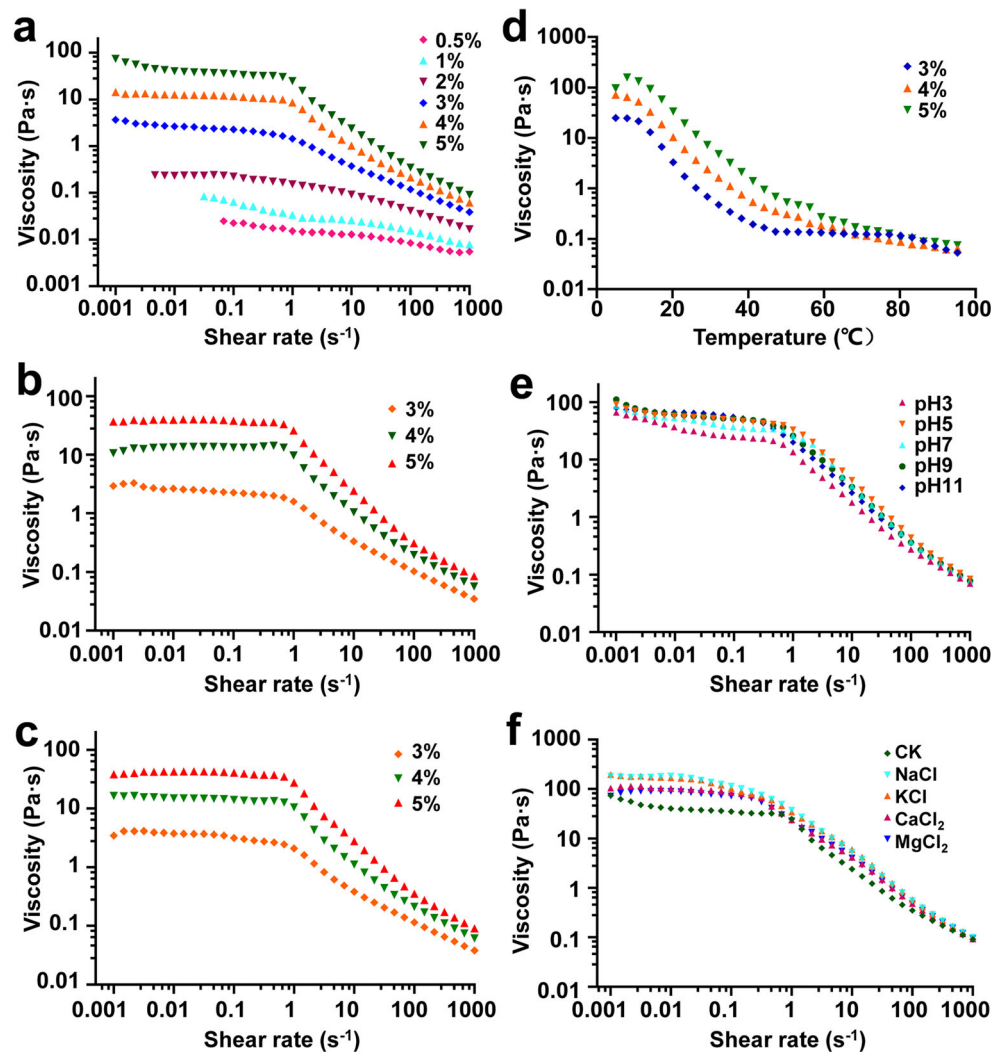 a
Viscosity (Pa·s)
100
10
1
0.1
0.01
0.001
0.001 0.01 0.1 1 10 100 1000
Shear rate (s⁻¹)
0.5%
1%
2%
3%
4%
5%
d
Viscosity (Pa·s)
1000
100
10
1
0.1
0.01
0 20 40 60 80 100
Temperature (℃）
3%
4%
5%
b
Viscosity (Pa·s)
100
10
1
0.1
0.01
0.001 0.01 0.1 1 10 100 1000
Shear rate (s⁻¹)
3%
4%
5%
e
Viscosity (Pa·s)
100
10
1
0.1
0.01
0.001 0.01 0.1 1 10 100 1000
Shear rate (s⁻¹)
pH3
pH5
pH7
pH9
pH11
c
Viscosity (Pa·s)
100
10
1
0.1
0.01
0.001 0.01 0.1 1 10 100 1000
Shear rate (s⁻¹)
3%
4%
5%
f
Viscosity (Pa·s)
1000
100
10
1
0.1
0.01
0.001 0.01 0.1 1 10 100 1000
Shear rate (s⁻¹)
CK
NaCl
KCl
CaCl₂
MgCl₂